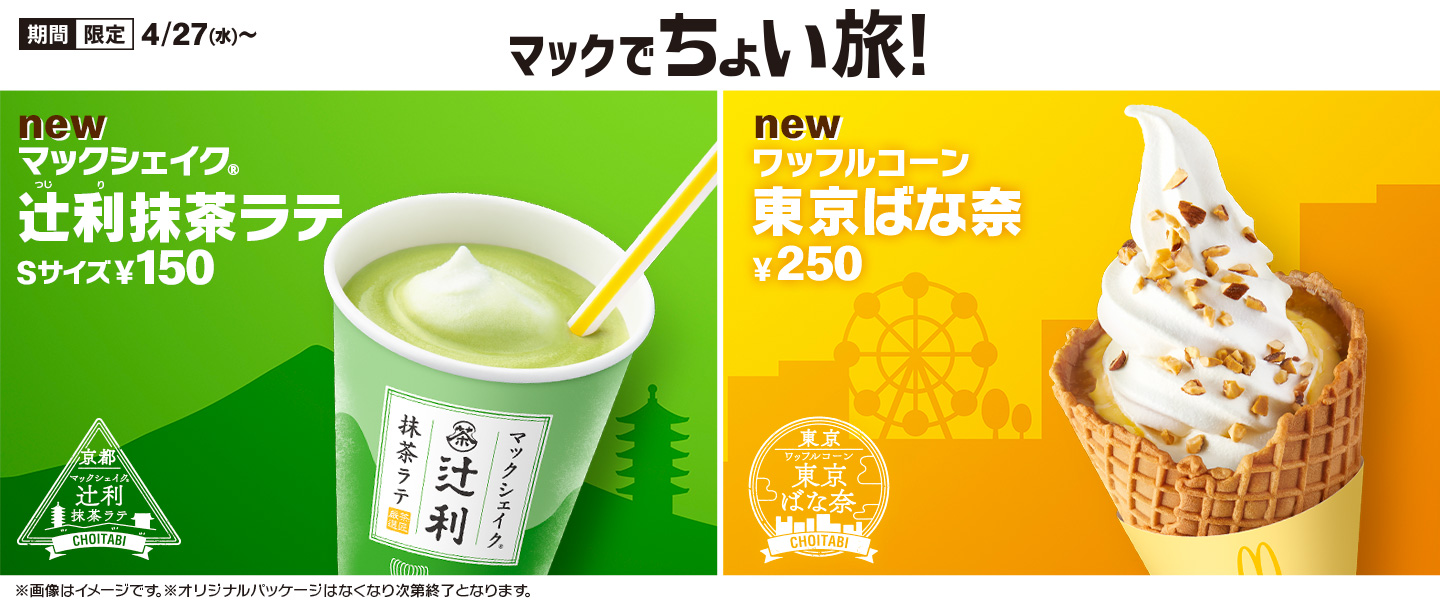 期間 限定 4/27(水)～
マックでちょい旅!
new
マックシェイク®
つじ り
辻利抹茶ラテ
Sサイズ¥150
京都
マックシェイク®
辻利
抹茶ラテ
CHOITABI
マックシェイク®
茶
辻利
抹茶ラテ
new
ワッフルコーン
東京ばな奈
¥250
東京
ワッフルコーン
東京
ばな奈
CHOITABI
※画像はイメージです。※オリジナルパッケージはなくなり次第終了となります。